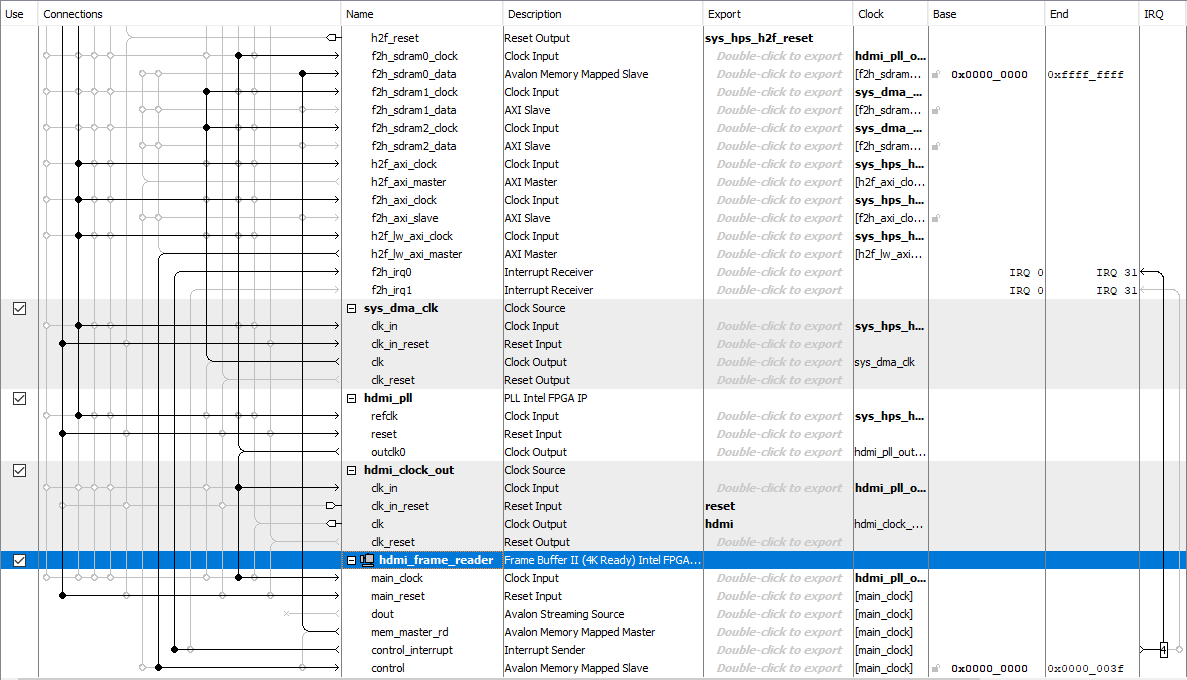 Use Connections Name Description Export Clock Base End IRQ
h2f_reset Reset Output sys_hps_h2f_reset
f2h_sdram0_clock Clock Input Double-click to export hdmi_pll_o...
f2h_sdram0_data Avalon Memory Mapped Slave Double-click to export [f2h_sdram... 0x0000_0000 0xffff_ffff
f2h_sdram1_clock Clock Input Double-click to export sys_dma_...
f2h_sdram1_data AXI Slave Double-click to export [f2h_sdram...
f2h_sdram2_clock Clock Input Double-click to export sys_dma_...
f2h_sdram2_data AXI Slave Double-click to export [f2h_sdram...
h2f_axi_clock Clock Input Double-click to export sys_hps_h...
h2f_axi_master AXI Master Double-click to export [h2f_axi_clo...
f2h_axi_clock Clock Input Double-click to export sys_hps_h...
f2h_axi_slave AXI Slave Double-click to export [f2h_axi_clo...
h2f_lw_axi_clock Clock Input Double-click to export sys_hps_h...
h2f_lw_axi_master AXI Master Double-click to export [h2f_lw_axi...
f2h_irq0 Interrupt Receiver Double-click to export IRQ 0 IRQ 31
f2h_irq1 Interrupt Receiver Double-click to export IRQ 0 IRQ 31
sys_dma_clk Clock Source
clk_in Clock Input Double-click to export sys_hps_h...
clk_in_reset Reset Input Double-click to export
clk Clock Output Double-click to export sys_dma_clk
clk_reset Reset Output Double-click to export
hdmi_pll PLL Intel FPGA IP
refclk Clock Input Double-click to export sys_hps_h...
reset Reset Input Double-click to export
outclk0 Clock Output Double-click to export hdmi_pll_out...
hdmi_clock_out Clock Source
clk_in Clock Input Double-click to export hdmi_pll_o...
clk_in_reset Reset Input reset
clk Clock Output hdmi hdmi_clock_...
clk_reset Reset Output Double-click to export
hdmi_frame_reader Frame Buffer II (4K Ready) Intel FPGA...
main_clock Clock Input Double-click to export hdmi_pll_o...
main_reset Reset Input Double-click to export [main_clock]
dout Avalon Streaming Source Double-click to export [main_clock]
mem_master_rd Avalon Memory Mapped Master Double-click to export [main_clock]
control_interrupt Interrupt Sender Double-click to export [main_clock] 4
control Avalon Memory Mapped Slave Double-click to export [main_clock] 0x0000_0000 0x0000_003f